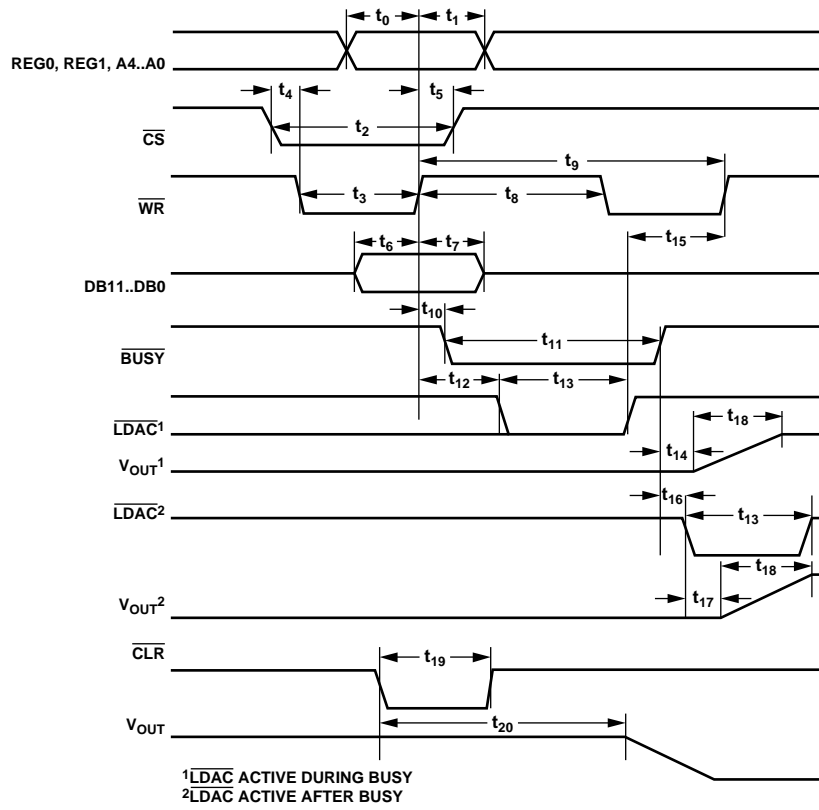 t0 t1
REG0, REG1, A4..A0
t4 t5
t2
CS
t9
t3 t8
WR
t15
t6 t7
DB11..DB0
t10
t11
BUSY
t12 t13
t18
LDAC1
t14
VOUT1
t16
LDAC2
t13
t18
t17
VOUT2
CLR
t19
t20
VOUT
1LDAC ACTIVE DURING BUSY
2LDAC ACTIVE AFTER BUSY